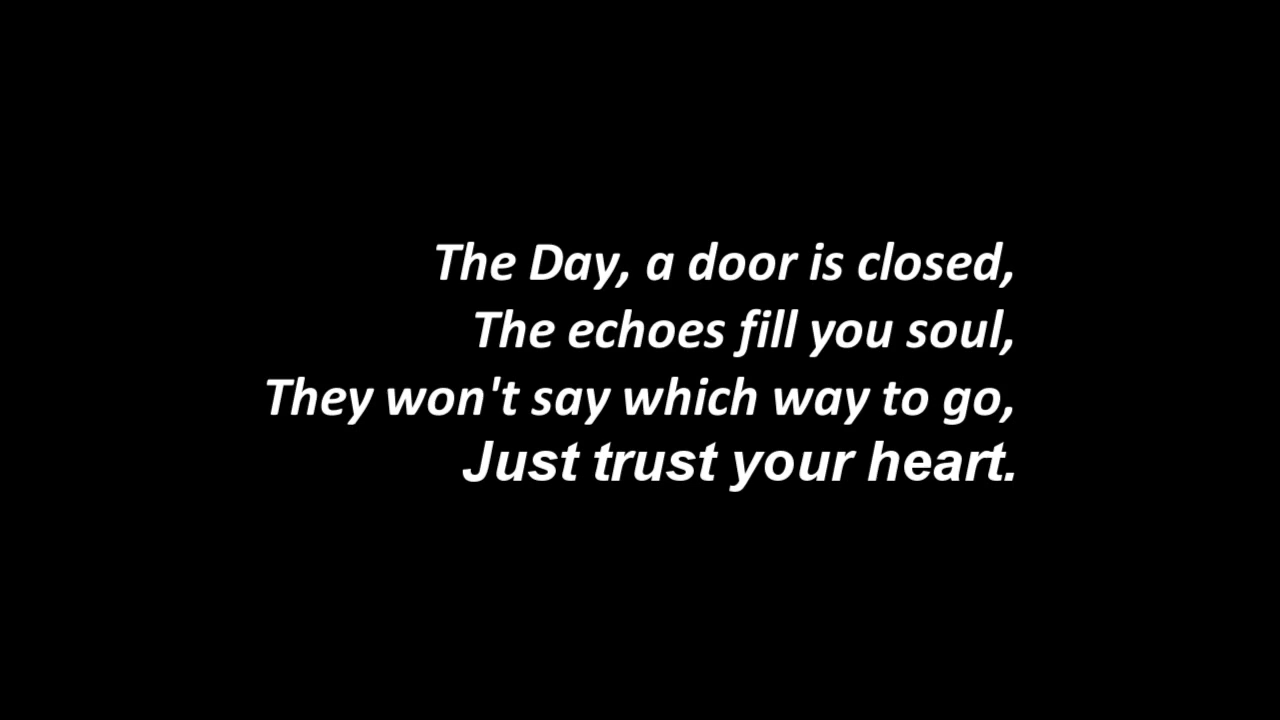 The Day, a door is closed,
The echoes fill you soul,
They won't say which way to go,
Just trust your heart.